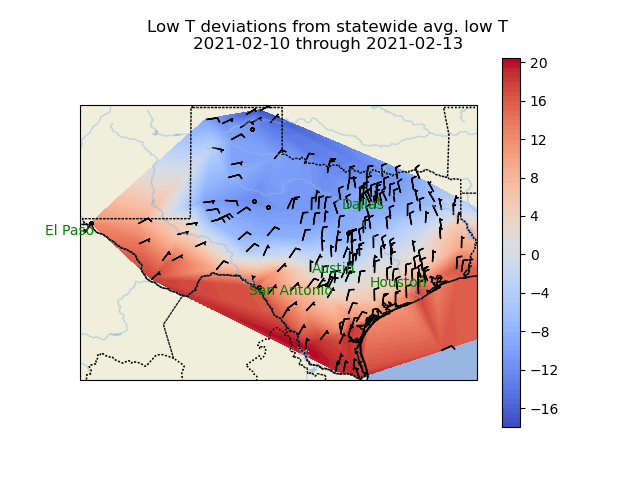 Low T deviations from statewide avg. low T
2021-02-10 through 2021-02-13
20
16
12
8
4
0
−4
−8
−12
−16
Dallas
El Paso
Austin
Houston
San Antonio